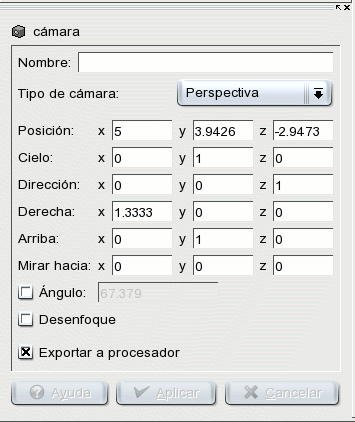 cámara
Nombre:
Tipo de cámara: Perspectiva
Posición: x 5 y 3.9426 z -2.9473
Cielo: x 0 y 1 z 0
Dirección: x 0 y 0 z 1
Derecha: x 1.3333 y 0 z 0
Arriba: x 0 y 1 z 0
Mirar hacia: x 0 y 0 z 0
Ángulo: 67.379
Desenfoque
Exportar a procesador
Ayuda Aplicar Cancelar